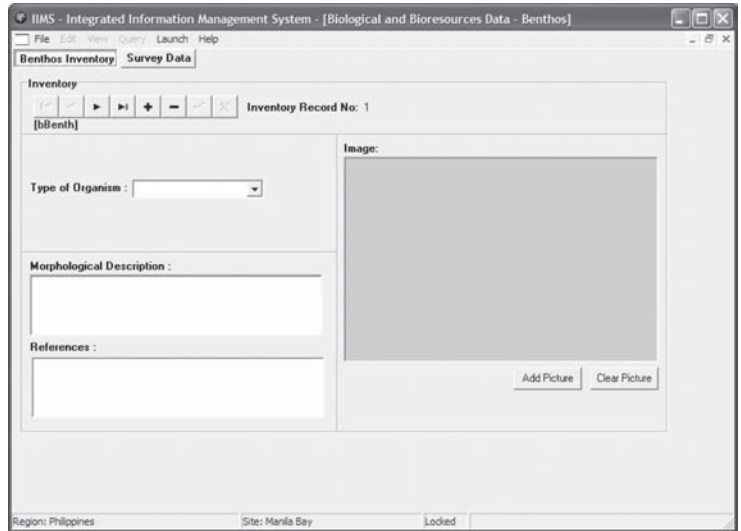 IIMS - Integrated Information Management System - [Biological and Bioresources Data - Benthos]
File Edit View Query Launch Help
Benthos Inventory Survey Data
Inventory
Inventory Record No: 1
[bBenth]
Type of Organism :
Image:
Morphological Description :
References :
Add Picture Clear Picture
Region: Philippines Site: Manila Bay Locked